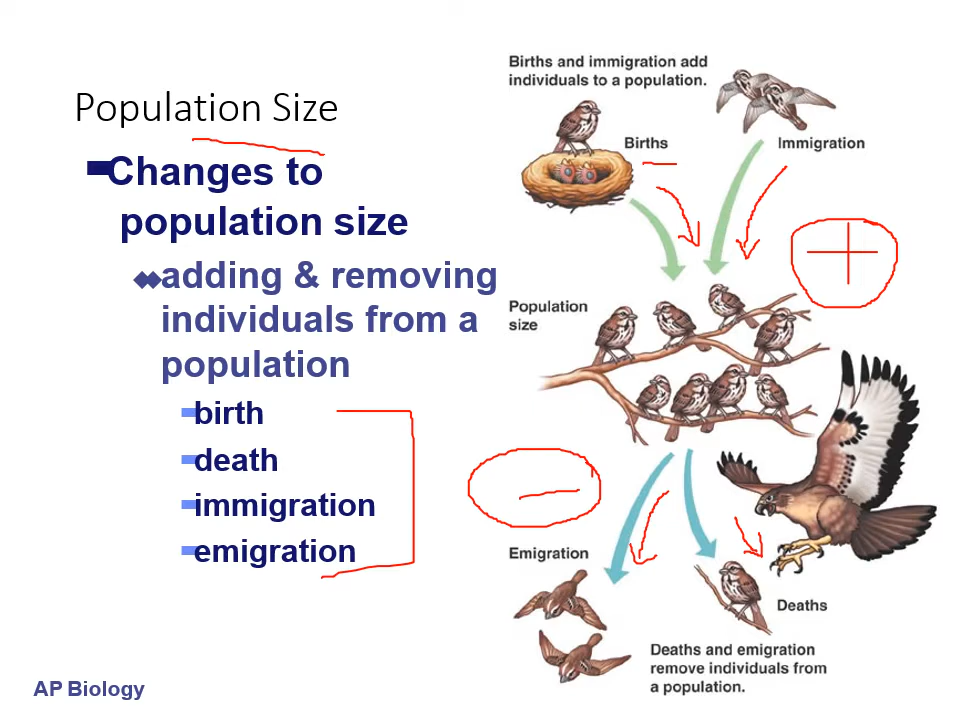 Population Size
Changes to
population size
adding & removing
individuals from a
population
birth
death
immigration
emigration
AP Biology
Births and immigration add
individuals to a population.
Births
Immigration
Population
size
Emigration
Deaths
Deaths and emigration
remove individuals from
a population.